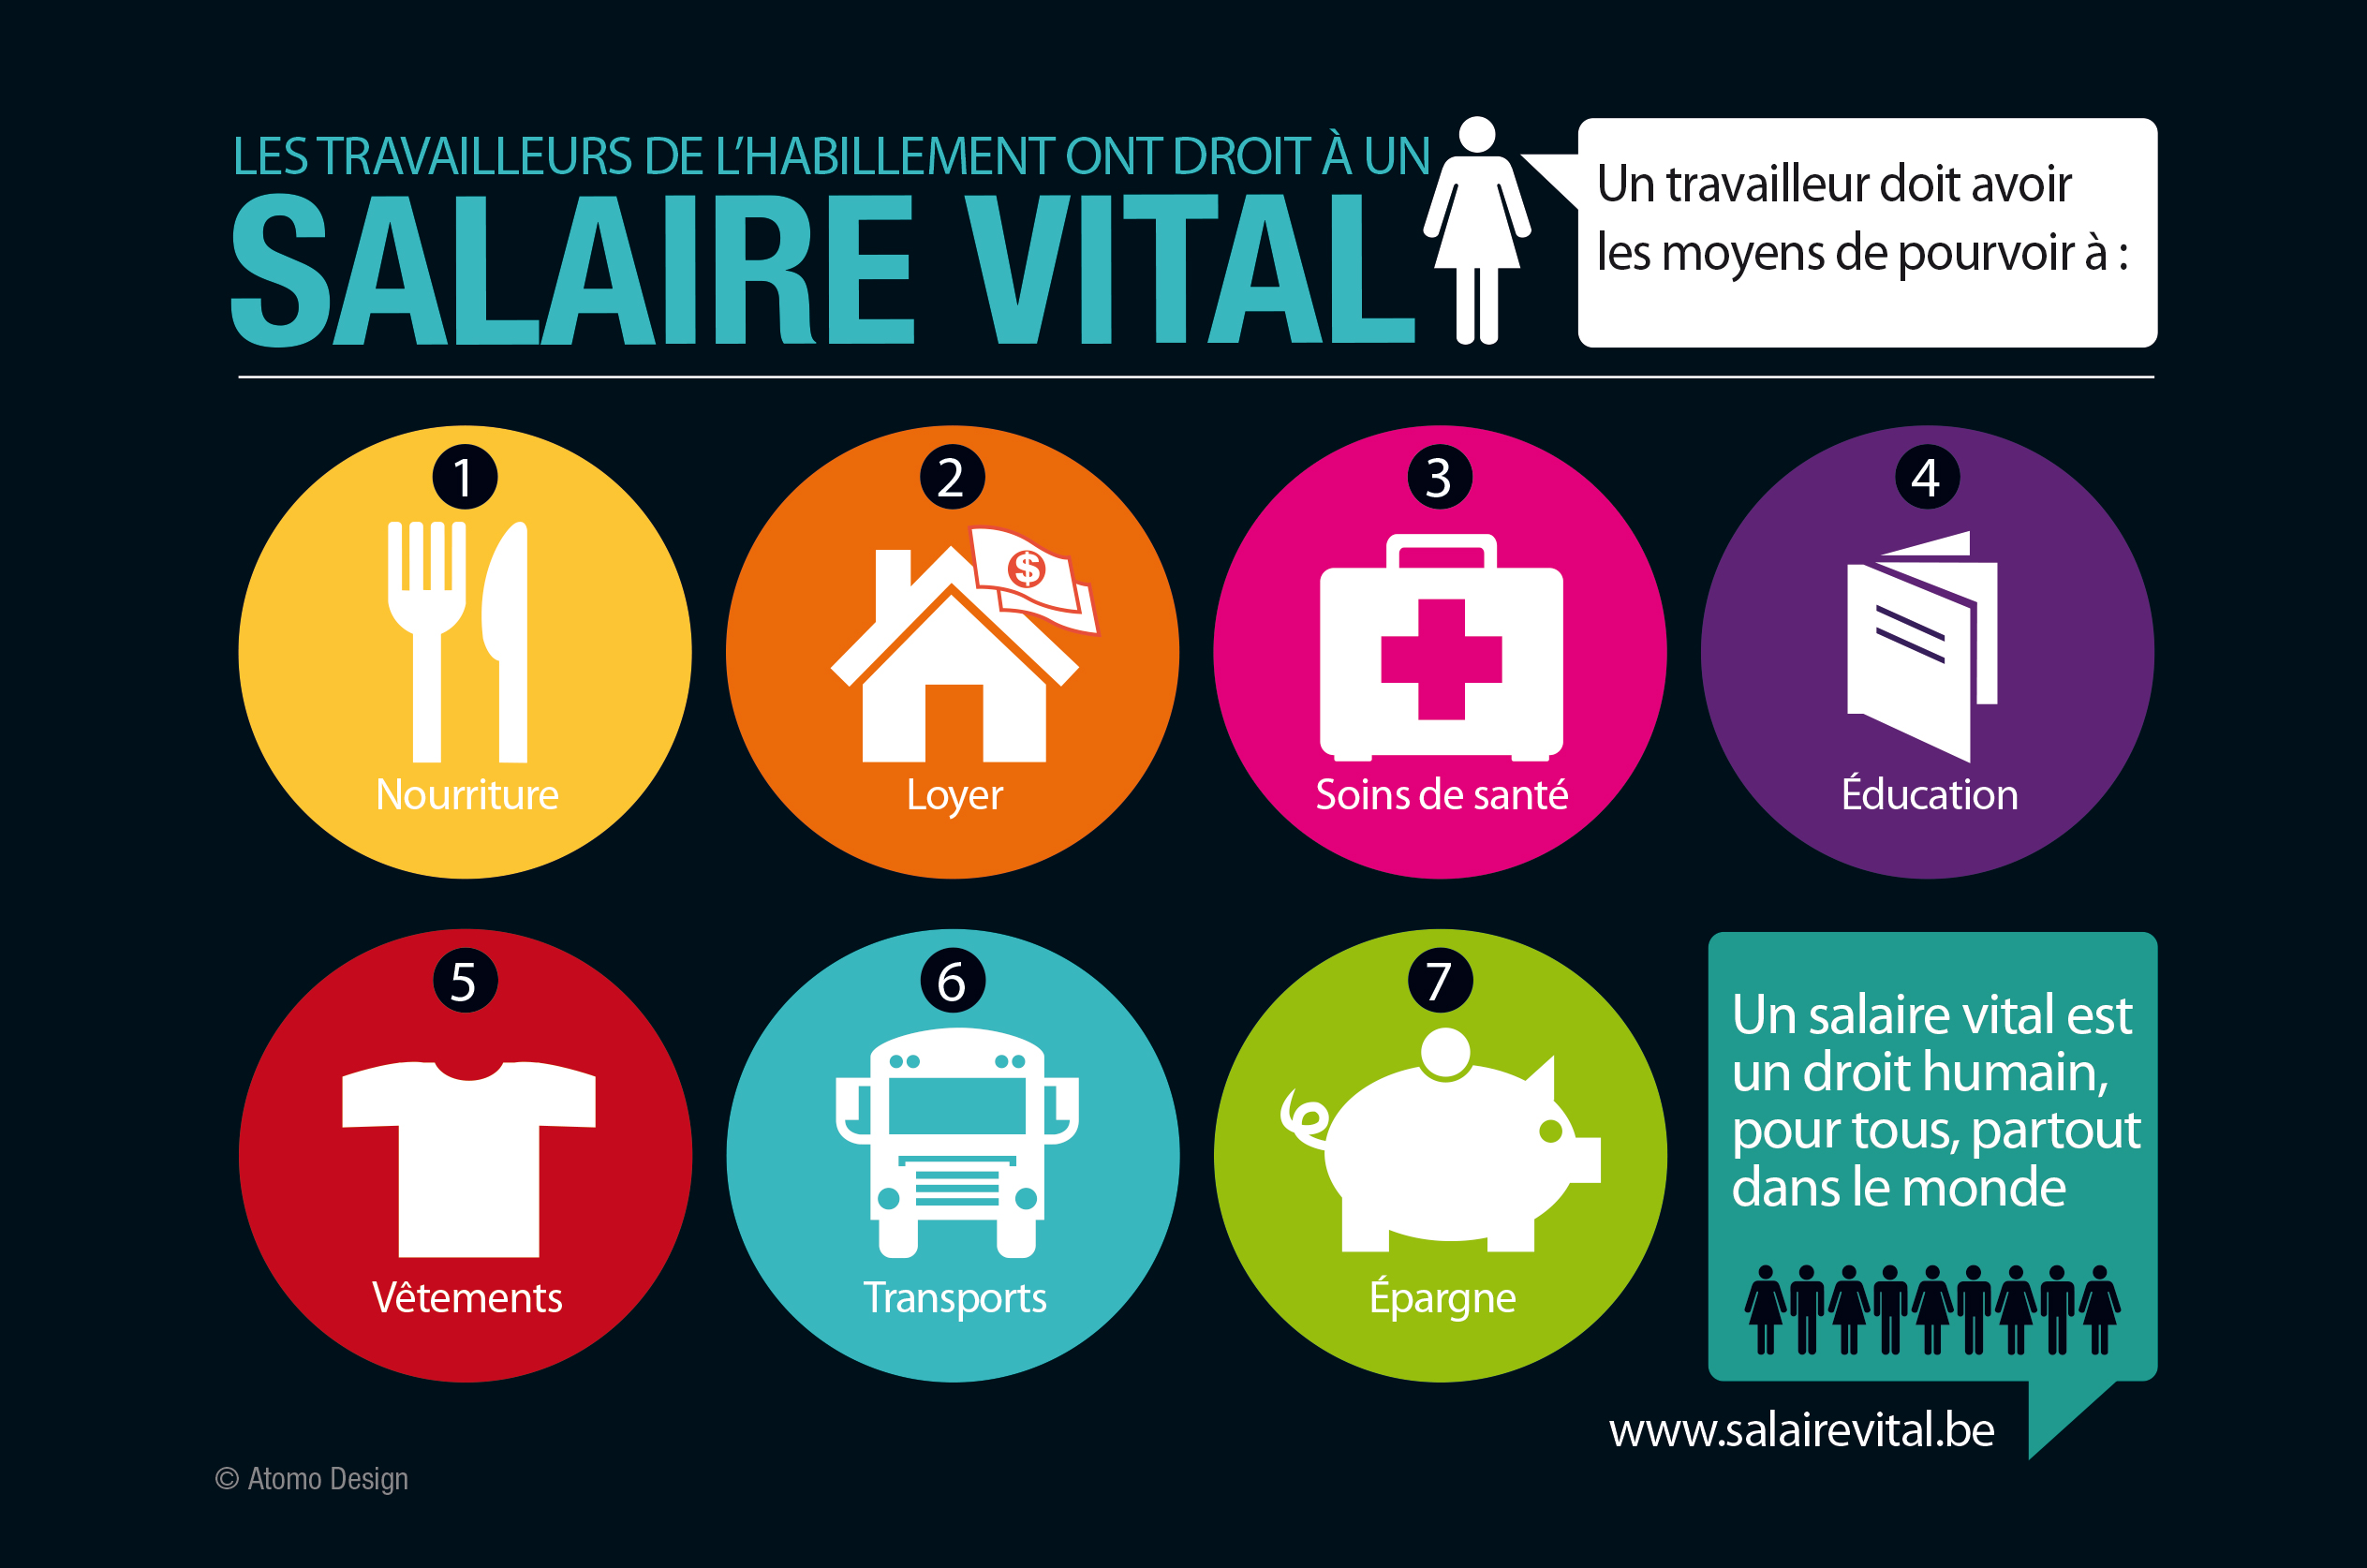 LES TRAVAILLEURS DE L’HABILLEMENT ONT DROIT À UN
SALAIRE VITAL
Un travailleur doit avoir
les moyens de pourvoir à :
1
Nourriture
2
$
Loyer
3
Soins de santé
4
Éducation
5
Vêtements
6
Transports
7
Épargne
Un salaire vital est
un droit humain,
pour tous, partout
dans le monde
www.salairevital.be
© Atomo Design